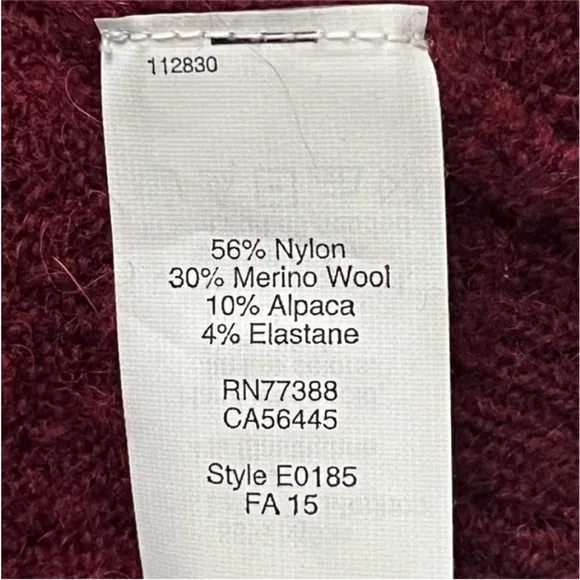 112830
56% Nylon
30% Merino Wool
10% Alpaca
4% Elastane
RN77388
CA56445
Style E0185
FA 15